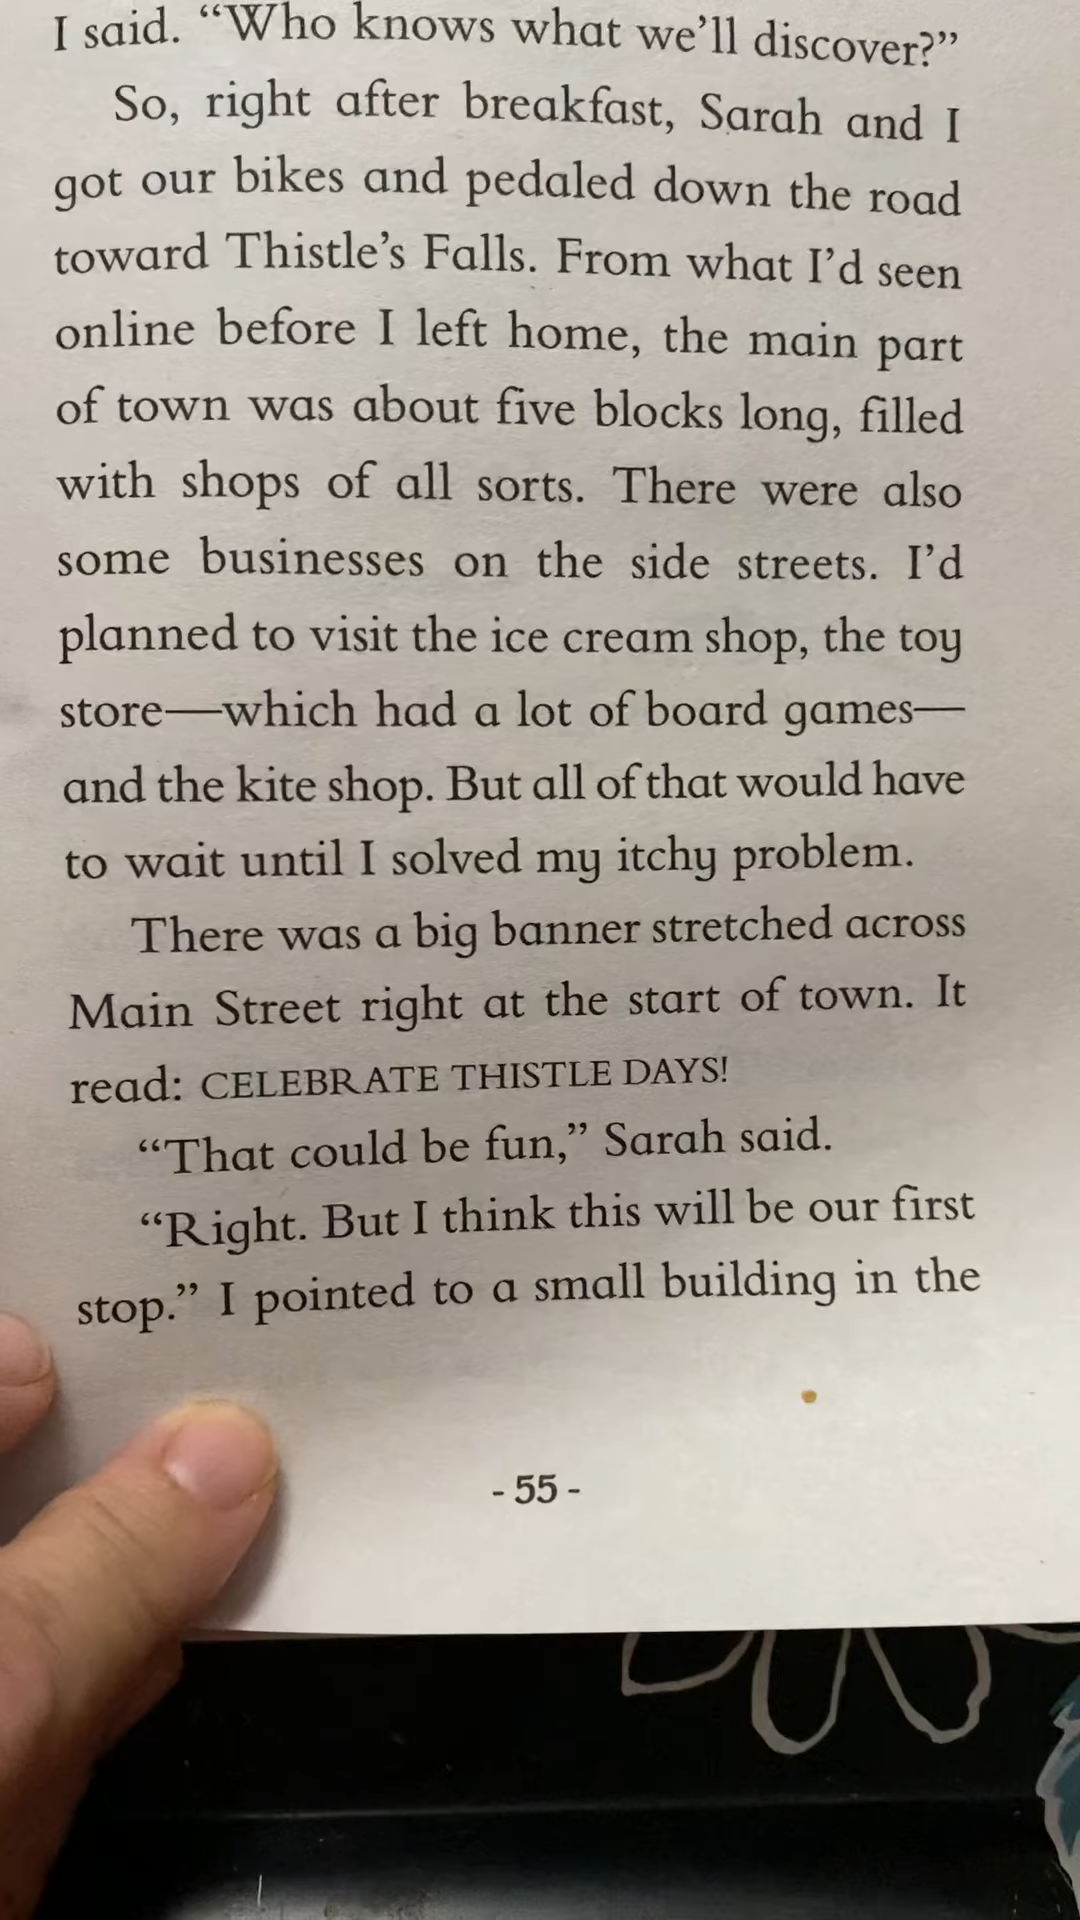 I said. “Who knows what we’ll discover?”
So, right after breakfast, Sarah and I
got our bikes and pedaled down the road
toward Thistle’s Falls. From what I’d seen
online before I left home, the main part
of town was about five blocks long, filled
with shops of all sorts. There were also
some businesses on the side streets. I’d
planned to visit the ice cream shop, the toy
store—which had a lot of board games—
and the kite shop. But all of that would have
to wait until I solved my itchy problem.
There was a big banner stretched across
Main Street right at the start of town. It
read: CELEBRATE THISTLE DAYS!
“That could be fun,” Sarah said.
“Right. But I think this will be our first
stop.” I pointed to a small building in the
- 55 -